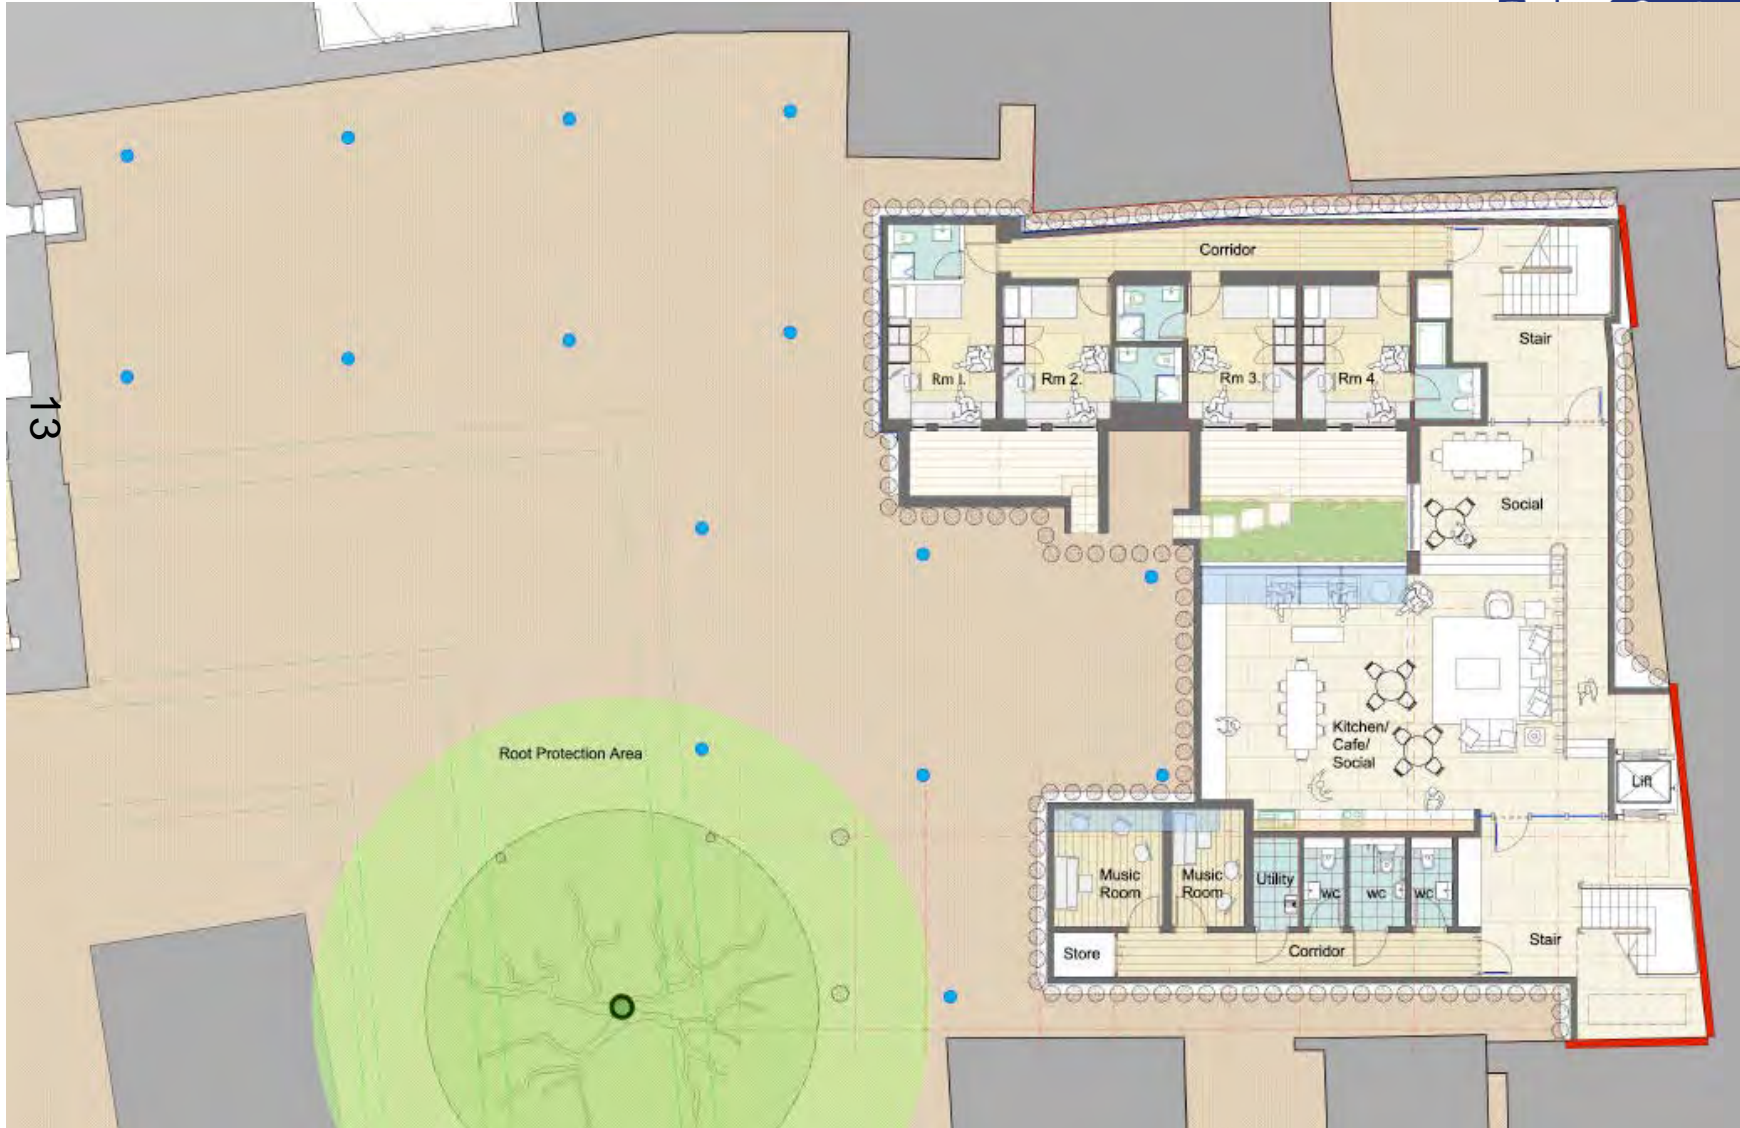 Corridor
Stair
Rm 1.
Rm 2.
Rm 3.
Rm 4.
13
Social
Root Protection Area
Kitchen/
Cafe/
Social
Lift
Music
Room
Music
Room
Utility
WC
WC
WC
Store
Corridor
Stair